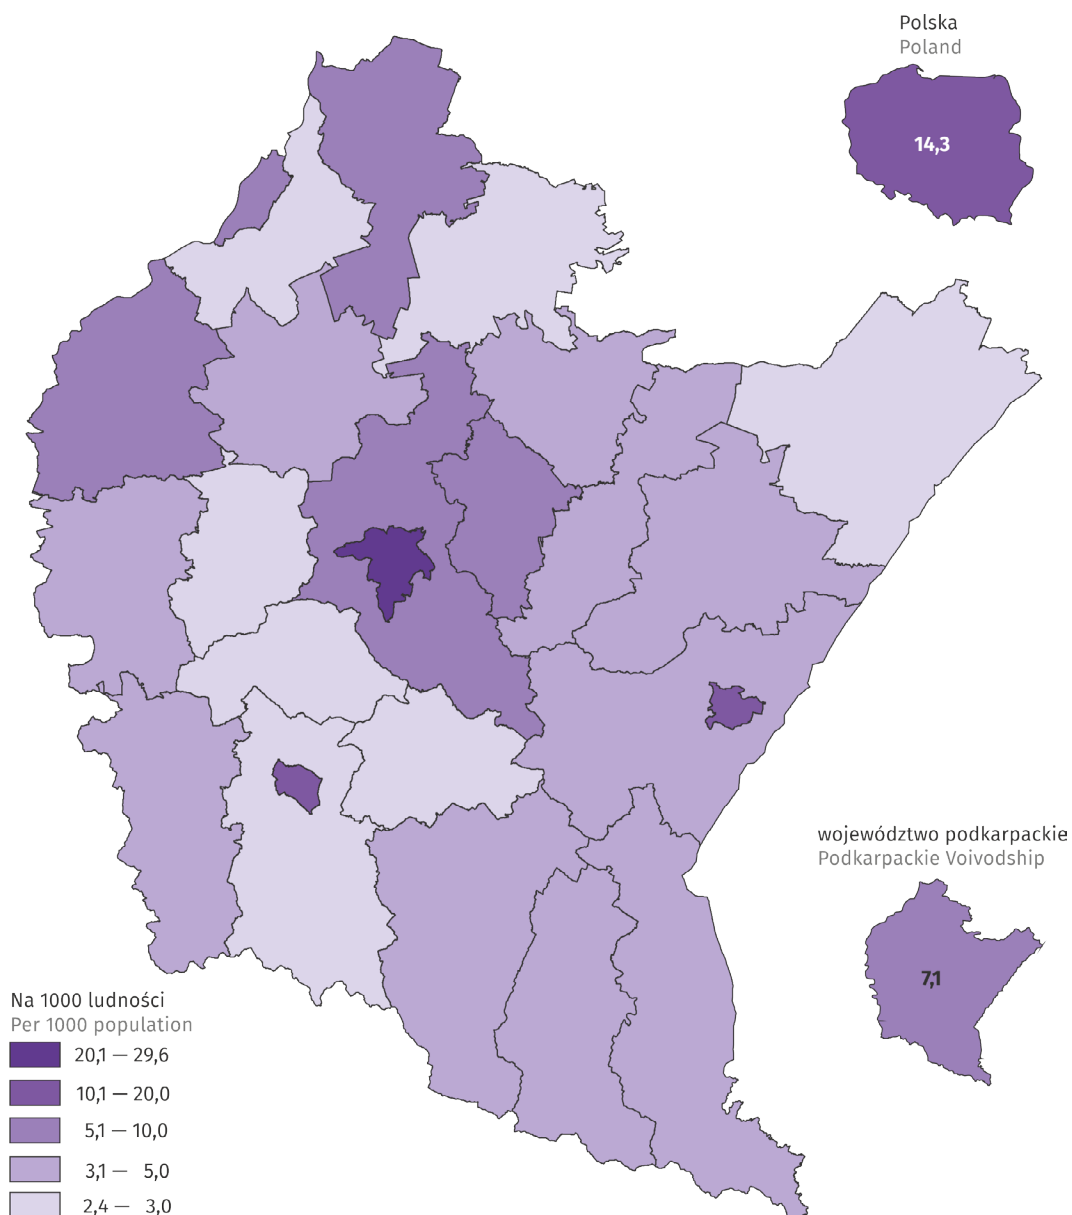 Polska
Poland
14,3
województwo podkarpackie
Podkarpackie Voivodship
7,1
Na 1000 ludności
Per 1000 population
20,1 — 29,6
10,1 — 20,0
5,1 — 10,0
3,1 — 5,0
2,4 — 3,0